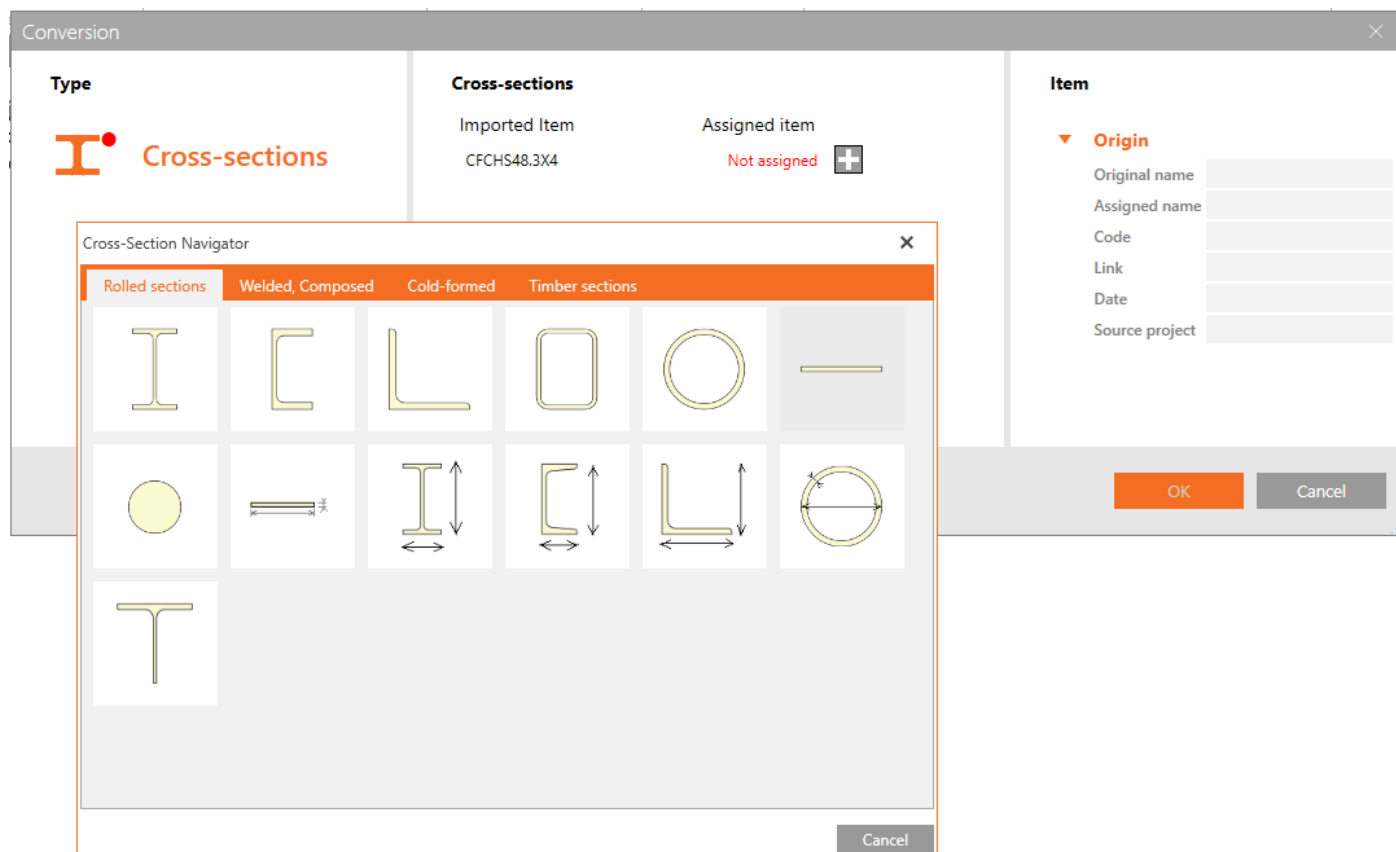 Conversion
Type
Cross-sections
Cross-sections
Imported Item Assigned item
CFCHS48.3X4 Not assigned
Item
Origin
Original name
Assigned name
Code
Link
Date
Source project
OK Cancel
Cross-Section Navigator
Rolled sections Welded, Composed Cold-formed Timber sections
Cancel